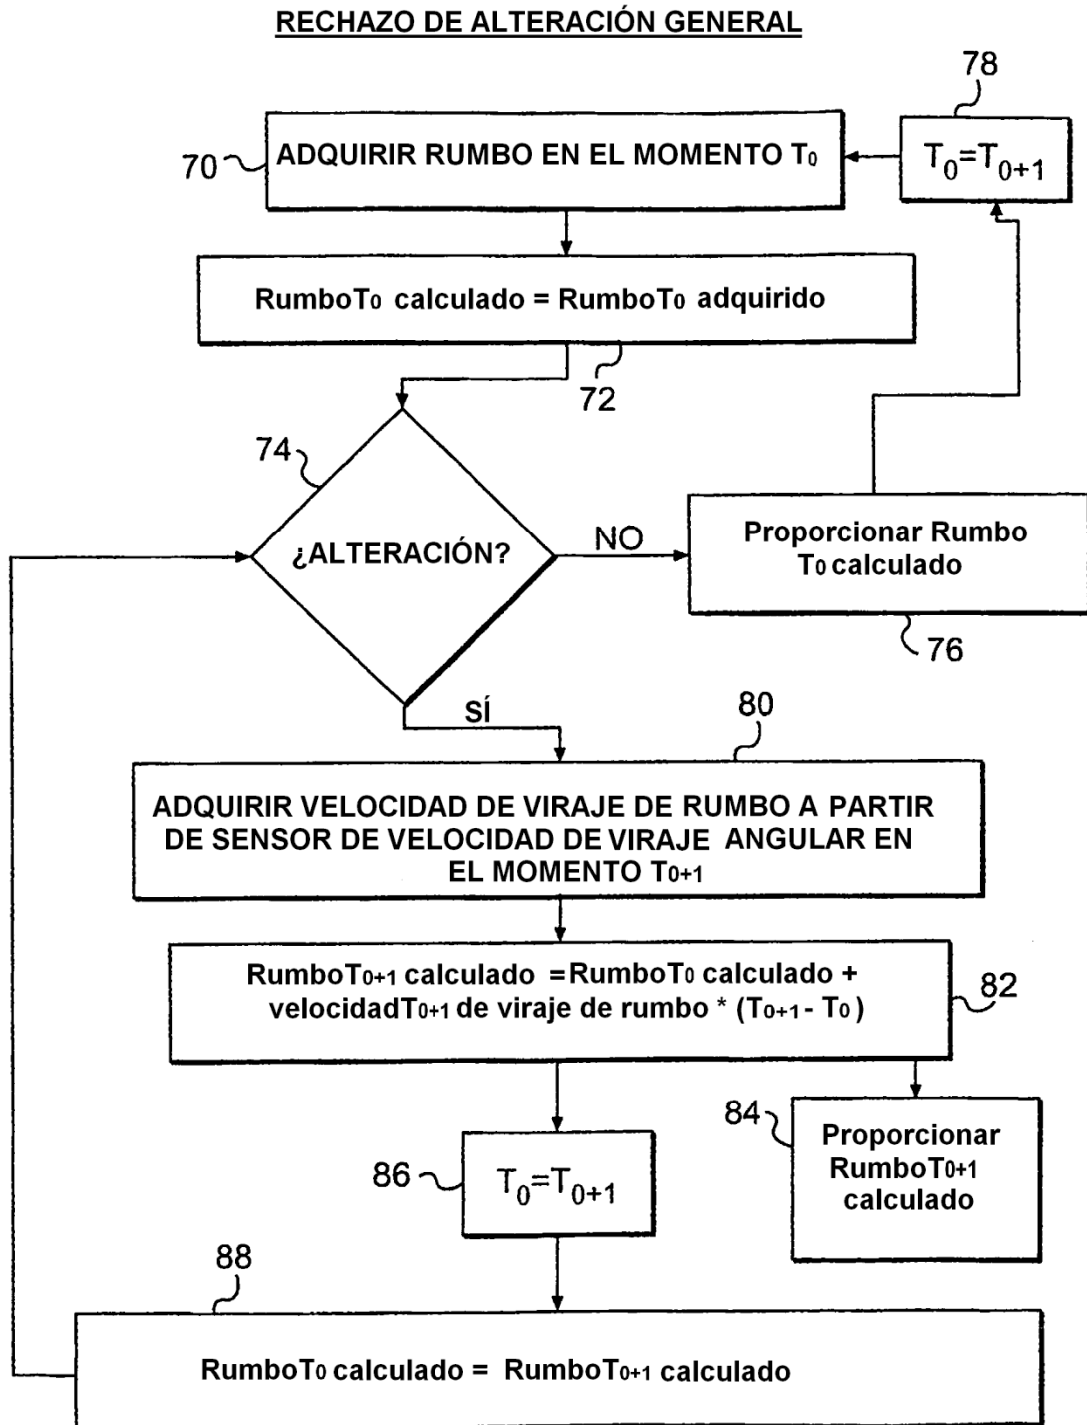 RECHAZO DE ALTERACIÓN GENERAL
78
70
ADQUIRIR RUMBO EN EL MOMENTO T0
T0=T0+1
RumboT0 calculado = RumboT0 adquirido
72
74
¿ALTERACIÓN?
NO
Proporcionar Rumbo
T0 calculado
76
SÍ
80
ADQUIRIR VELOCIDAD DE VIRAJE DE RUMBO A PARTIR
DE SENSOR DE VELOCIDAD DE VIRAJE ANGULAR EN
EL MOMENTO T0+1
RumboT0+1 calculado =RumboT0 calculado +
velocidadT0+1 de viraje de rumbo * (T0+1 - T0)
82
84
Proporcionar
RumboT0+1
calculado
86
T0=T0+1
88
RumboT0 calculado = RumboT0+1 calculado